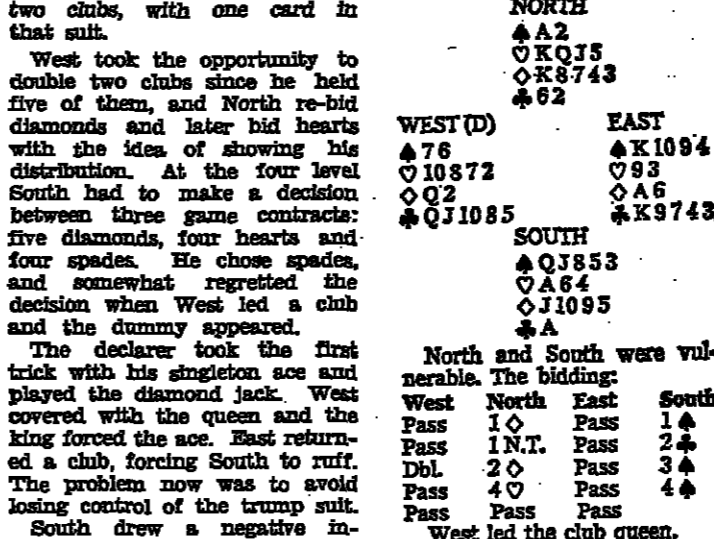 two clubs, with one card in
that suit.
West took the opportunity to
double two clubs since he held
five of them, and North re-bid
diamonds and later bid hearts
with the idea of showing his
distribution. At the four level
South had to make a decision
between three game contracts:
five diamonds, four hearts and
four spades. He chose spades,
and somewhat regretted the
decision when West led a club
and the dummy appeared.
The declarer took the first
trick with his singleton ace and
played the diamond jack. West
covered with the queen and the
king forced the ace. East return-
ed a club, forcing South to ruff.
The problem now was to avoid
losing control of the trump suit.
South drew a negative in-
NORTH
♠A2
♡KQJ5
♢K8743
♣62
WEST (D)
♠76
♡10872
♢Q2
♣QJ1085
EAST
♠K1094
♡93
♢A6
♣K9743
SOUTH
♠QJ853
♡A64
♢J1095
♣A
North and South were vul-
nerable. The bidding:
West North East South
Pass 1♢ Pass 1♠
Pass 1 N.T. Pass 2♣
Dbl. 2♢ Pass 3♠
Pass 4♡ Pass 4♠
Pass Pass Pass
West led the club queen.